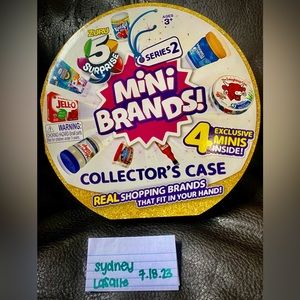 ZURU
5
SURPRISE
SERIES 2
AGES
3+
MINI
BRANDS!
JELL-O
WARNING:
4 EXCLUSIVE
MINIS
INSIDE!
COLLECTOR'S CASE
REAL SHOPPING BRANDS
THAT FIT IN YOUR HAND!
Sydney
Lasalle 7.18.23